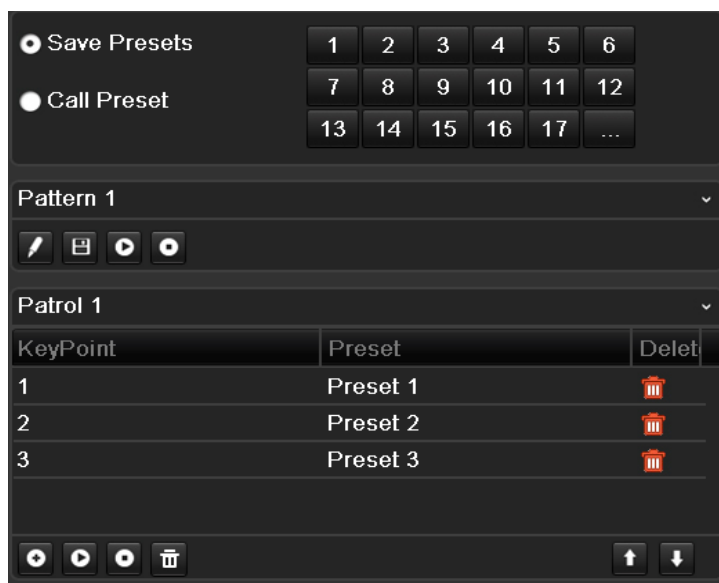 Save Presets
1 2 3 4 5 6
Call Preset
7 8 9 10 11 12
13 14 15 16 17 ...
Pattern 1
Patrol 1
KeyPoint Preset Delet
1 Preset 1
2 Preset 2
3 Preset 3